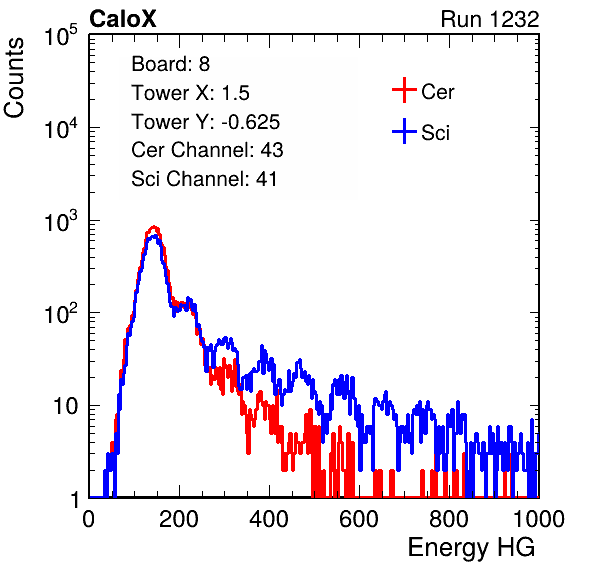 CaloX Run 1232
Counts
Board: 8
Tower X: 1.5
Tower Y: -0.625
Cer Channel: 43
Sci Channel: 41
Cer
Sci
10^5
10^4
10^3
10^2
10
1
0 200 400 600 800 1000
Energy HG